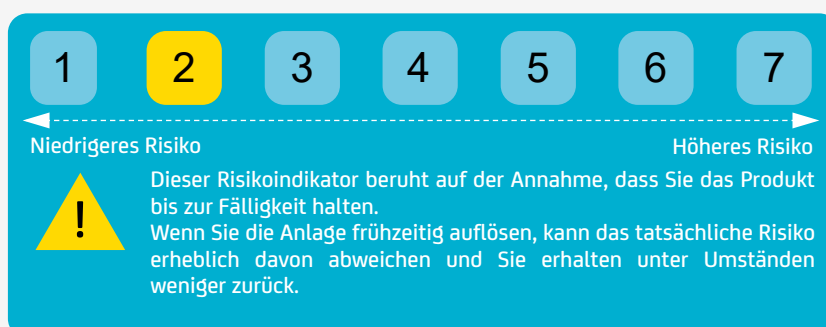 1 2 3 4 5 6 7
Niedrigeres Risiko Höheres Risiko
!
Dieser Risikoindikator beruht auf der Annahme, dass Sie das Produkt
bis zur Fälligkeit halten.
Wenn Sie die Anlage frühzeitig auflösen, kann das tatsächliche Risiko
erheblich davon abweichen und Sie erhalten unter Umständen
weniger zurück.